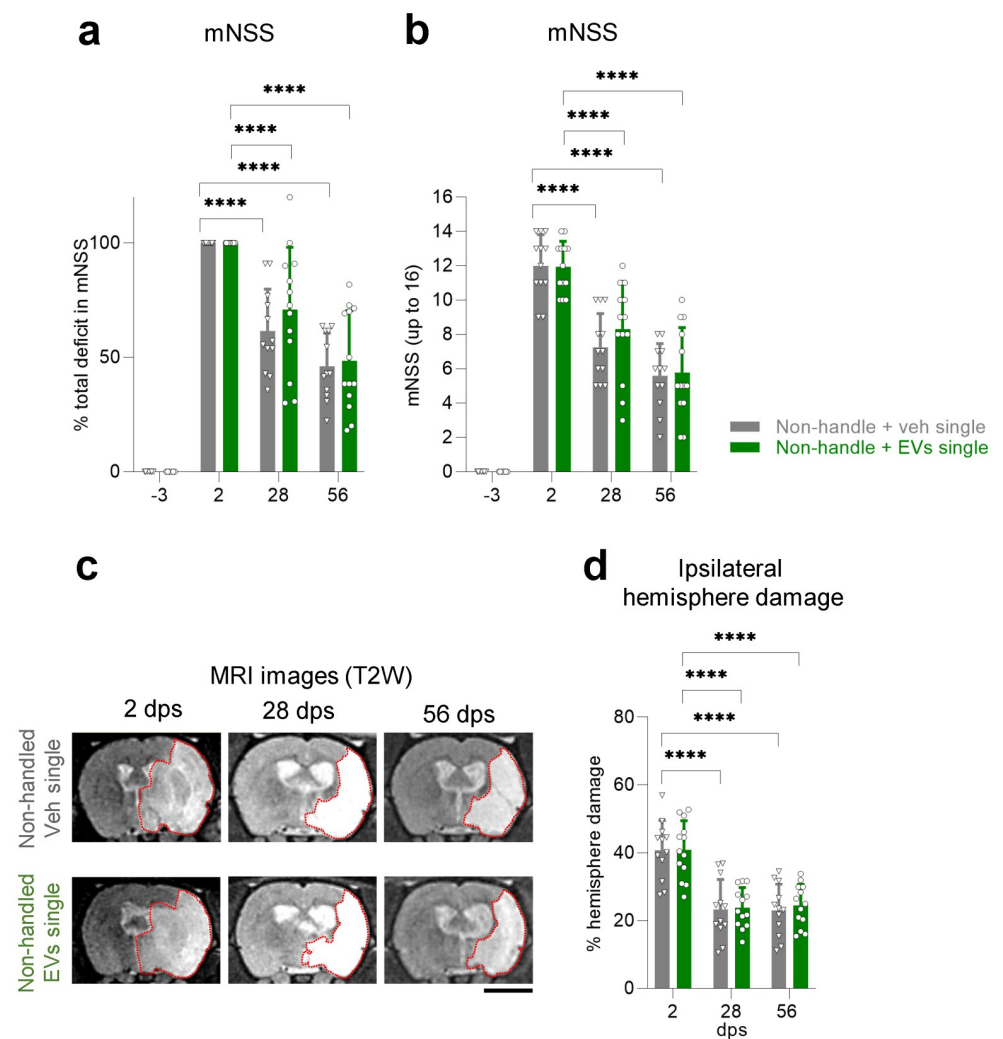 a
mNSS
b
mNSS
****
****
****
****
****
****
****
****
% total deficit in mNSS
100
50
0
-3
2
28
56
mNSS (up to 16)
16
14
12
10
8
6
4
2
0
-3
2
28
56
Non-handle + veh single
Non-handle + EVs single
c
MRI images (T2W)
2 dps
28 dps
56 dps
Non-handled
Veh single
Non-handled
EVs single
d
Ipsilateral
hemisphere damage
****
****
****
****
% hemisphere damage
80
60
40
20
0
2
28
56
dps